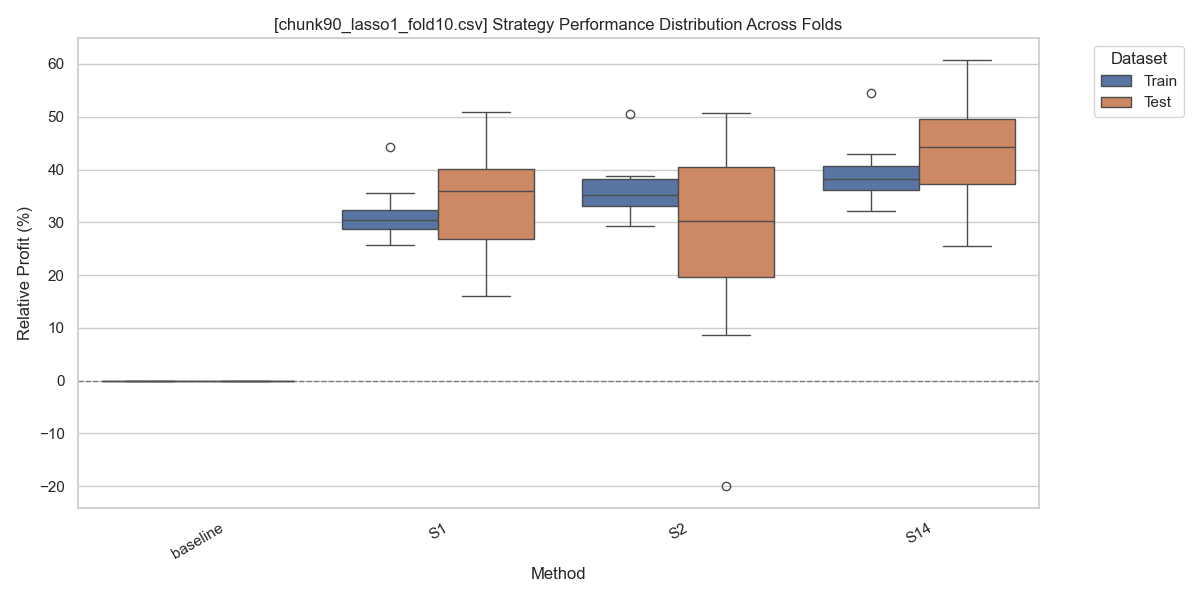 [chunk90_lasso1_fold10.csv] Strategy Performance Distribution Across Folds
Dataset
Train
Test
Relative Profit (%)
60
50
40
30
20
10
0
−10
−20
baseline
S1
S2
S14
Method